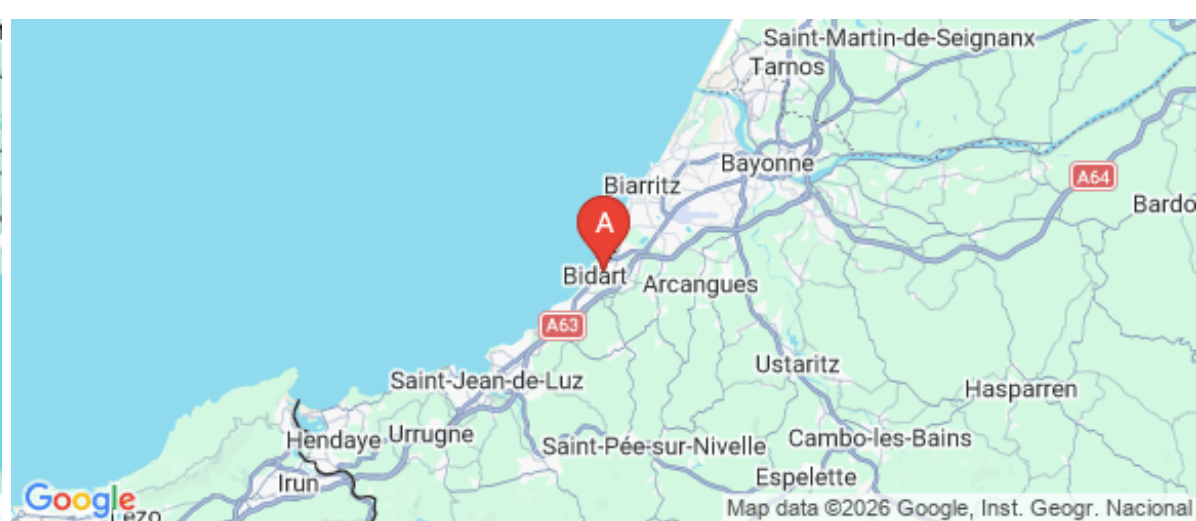 Saint-Martin-de-Seignanx
Tarnos
Bayonne
Biarritz
A64
A
Bidart
Arcangues
A63
Ustaritz
Saint-Jean-de-Luz
Hasparren
Hendaye
Urrugne
Saint-Pée-sur-Nivelle
Cambo-les-Bains
Irun
Espelette
Google
Map data ©2026 Google, Inst. Geogr. Nacional